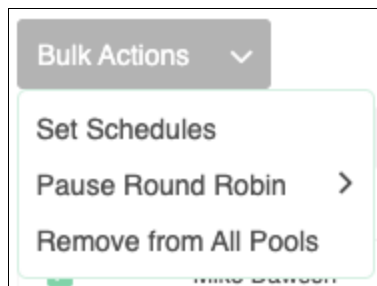 Bulk Actions
Set Schedules
Pause Round Robin
Remove from All Pools